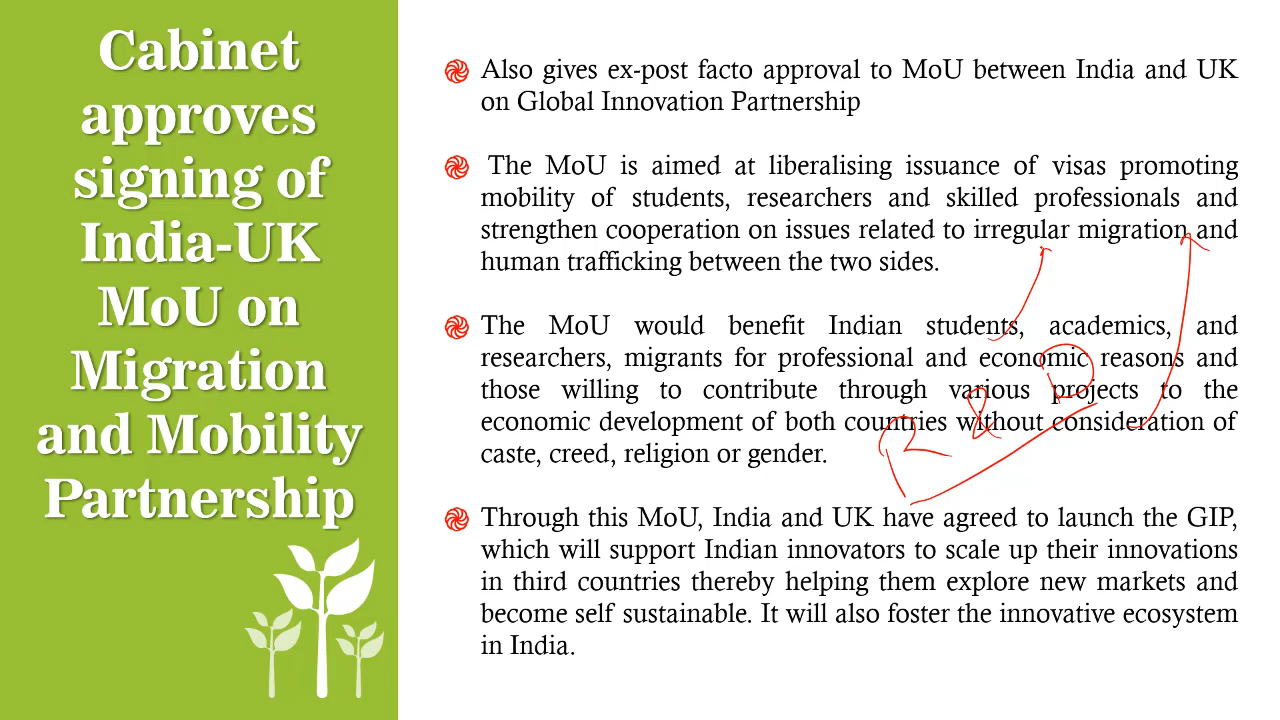 Cabinet
approves
signing of
India-UK
MoU on
Migration
and Mobility
Partnership
Also gives ex-post facto approval to MoU between India and UK
on Global Innovation Partnership
The MoU is aimed at liberalising issuance of visas promoting
mobility of students, researchers and skilled professionals and
strengthen cooperation on issues related to irregular migration and
human trafficking between the two sides.
The MoU would benefit Indian students, academics, and
researchers, migrants for professional and economic reasons and
those willing to contribute through various projects to the
economic development of both countries without consideration of
caste, creed, religion or gender.
R & D
Through this MoU, India and UK have agreed to launch the GIP,
which will support Indian innovators to scale up their innovations
in third countries thereby helping them explore new markets and
become self sustainable. It will also foster the innovative ecosystem
in India.